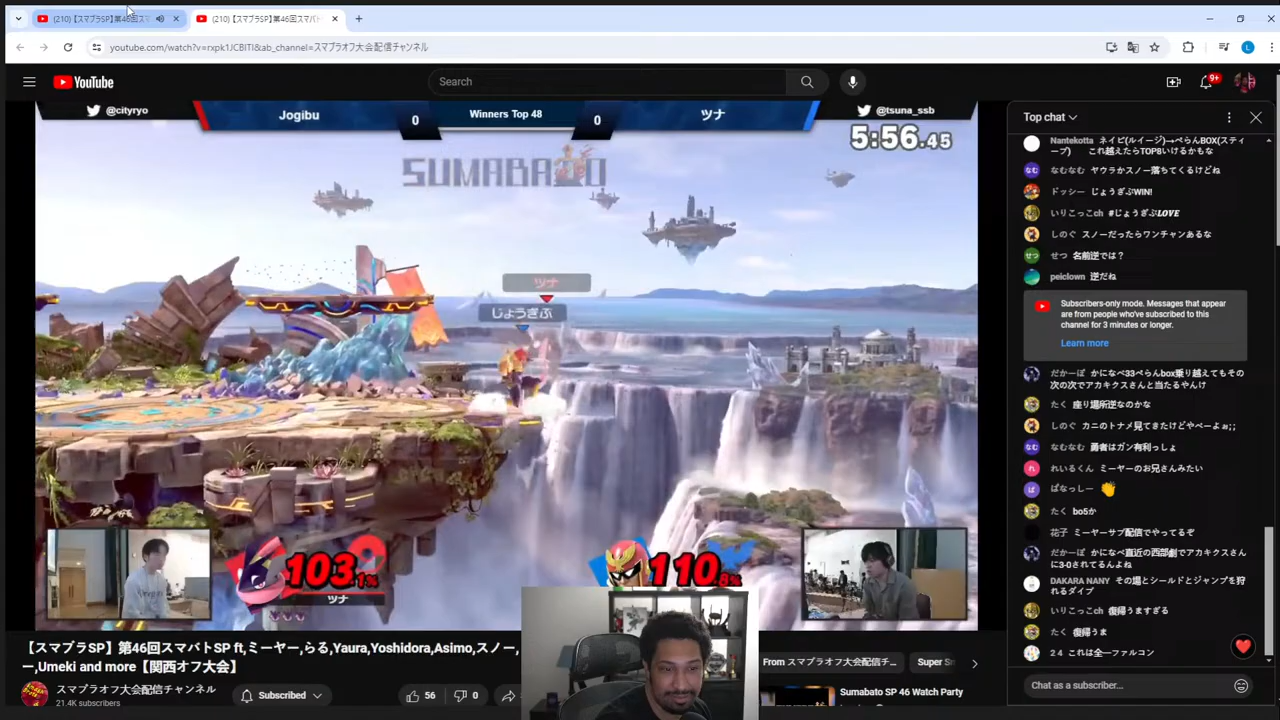 (210) 【スマプラSP】第46回スマ
(210) 【スマプラSP】第46回スマバト
youtube.com/watch?v=rxpk1JCBITI&ab_channel=スマブラオフ大会配信チャンネル
L
YouTube
Search
9+
@cityryo
Jogibu
0
Winners Top 48
0
ツナ
@tsuna_ssb
5:56.45
SUMABATO
ツナ
じょうぎぶ
103.1%
ツナ
110.8%
Top chat
Nantekotta ネイビ(ルイージ)→べらんBOX(スティ
ーブ) これ越えたらTOP8いけるかもな
なむなむ ヤウラかスノー落ちてくるけどね
ドッシー じょうぎぶWIN!
いりこっこch #じょうぎぶLOVE
しのぐ スノーだったらワンチャンあるな
せつ 名前逆では？
peiclown 逆だね
Subscribers-only mode. Messages that appear
are from people who've subscribed to this
channel for 3 minutes or longer.
Learn more
だかーぽ かになべ33べらんbox乗り越えてもその
次の次でアカキクスさんと当たるやんけ
たく 座り場所逆なのかな
しのぐ カニのトナメ見てきたけどやべーよぉ;;
なむなむ 勇者はガン有利っしょ
れいるくん ミーヤーのお兄さんみたい
ぱなっしー
たく bo5か
花子 ミーヤーサブ配信でやってるぞ
だかーぽ かになべ直近の西部劇でアカキクスさん
に3-0されてるんよね
DAKARA NANY その場とシールドとジャンプを狩
れるダイブ
いりこっこch 復帰うますぎる
たく 復帰うま
2 4 これは全一ファルコン
Chat as a subscriber...
【スマブラSP】第46回スマバトSP ft,ミーヤー,らる,Yaura,Yoshidora,Asimo,スノー,
ー,Umeki and more【関西オフ大会】
スマブラオフ大会配信チャンネル
21.4K subscribers
Subscribed
56
0
From スマブラオフ大会配信チ...
Super Sm
Sumabato SP 46 Watch Party